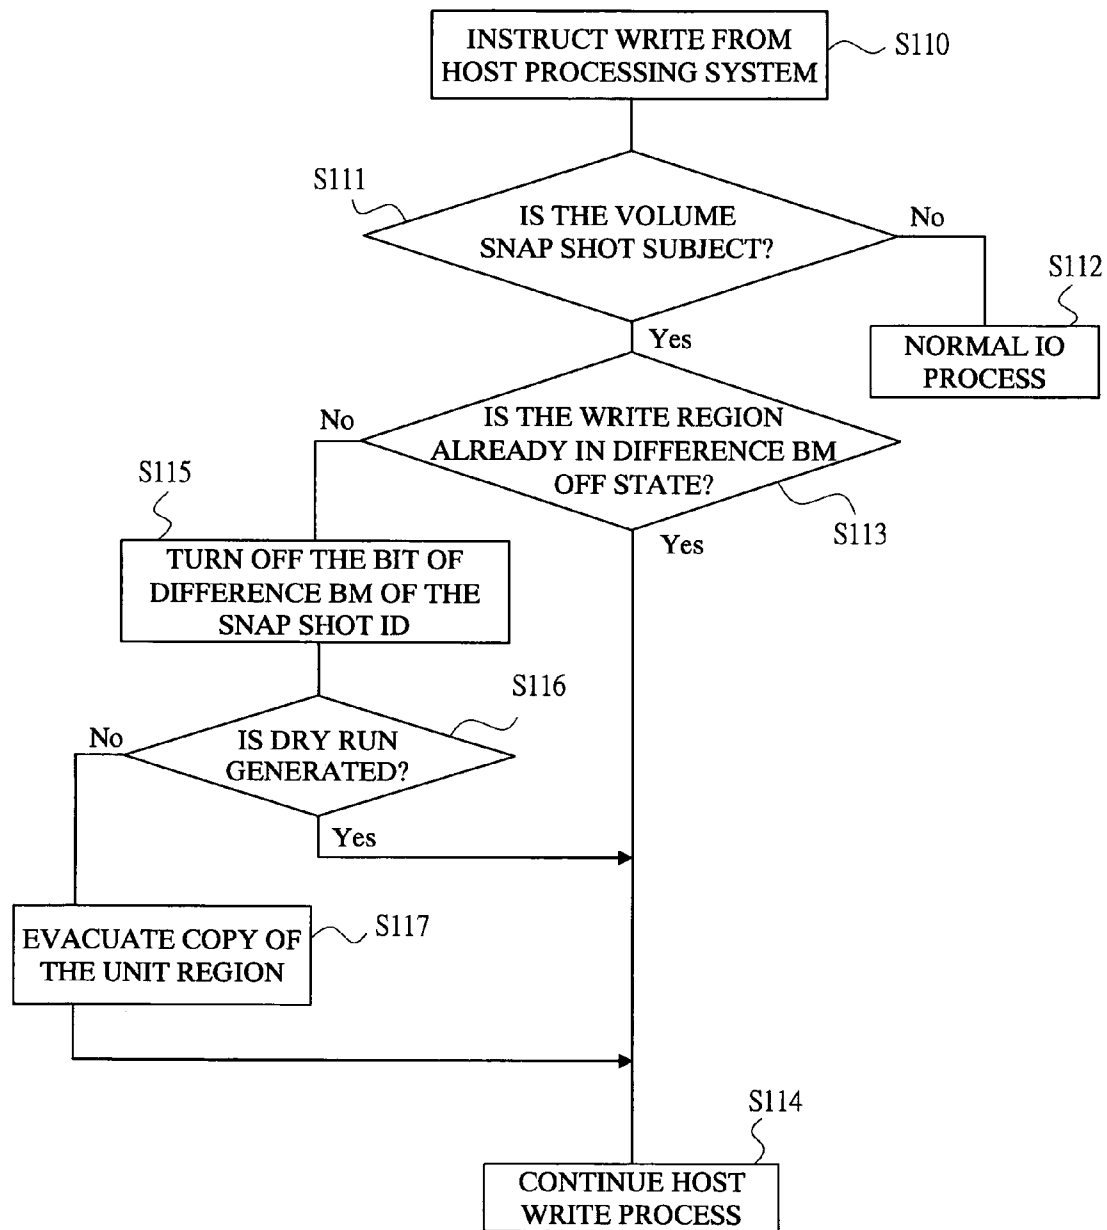 INSTRUCT WRITE FROM
HOST PROCESSING SYSTEM
S110
S111
IS THE VOLUME
SNAP SHOT SUBJECT?
No
S112
NORMAL IO
PROCESS
Yes
IS THE WRITE REGION
ALREADY IN DIFFERENCE BM
OFF STATE?
No
S113
Yes
S115
TURN OFF THE BIT OF
DIFFERENCE BM OF THE
SNAP SHOT ID
S116
IS DRY RUN
GENERATED?
No
Yes
S117
EVACUATE COPY OF
THE UNIT REGION
S114
CONTINUE HOST
WRITE PROCESS